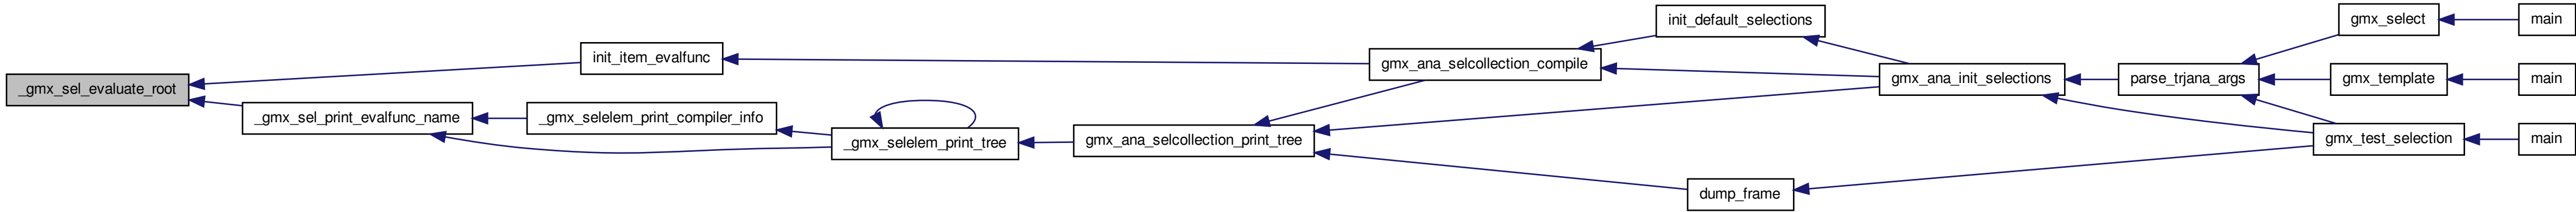 _gmx_sel_evaluate_root
init_item_evalfunc
_gmx_sel_print_evalfunc_name
_gmx_selelem_print_compiler_info
_gmx_selelem_print_tree
gmx_ana_selcollection_compile
gmx_ana_selcollection_print_tree
init_default_selections
gmx_ana_init_selections
dump_frame
parse_trjana_args
gmx_select
gmx_template
gmx_test_selection
main
main
main